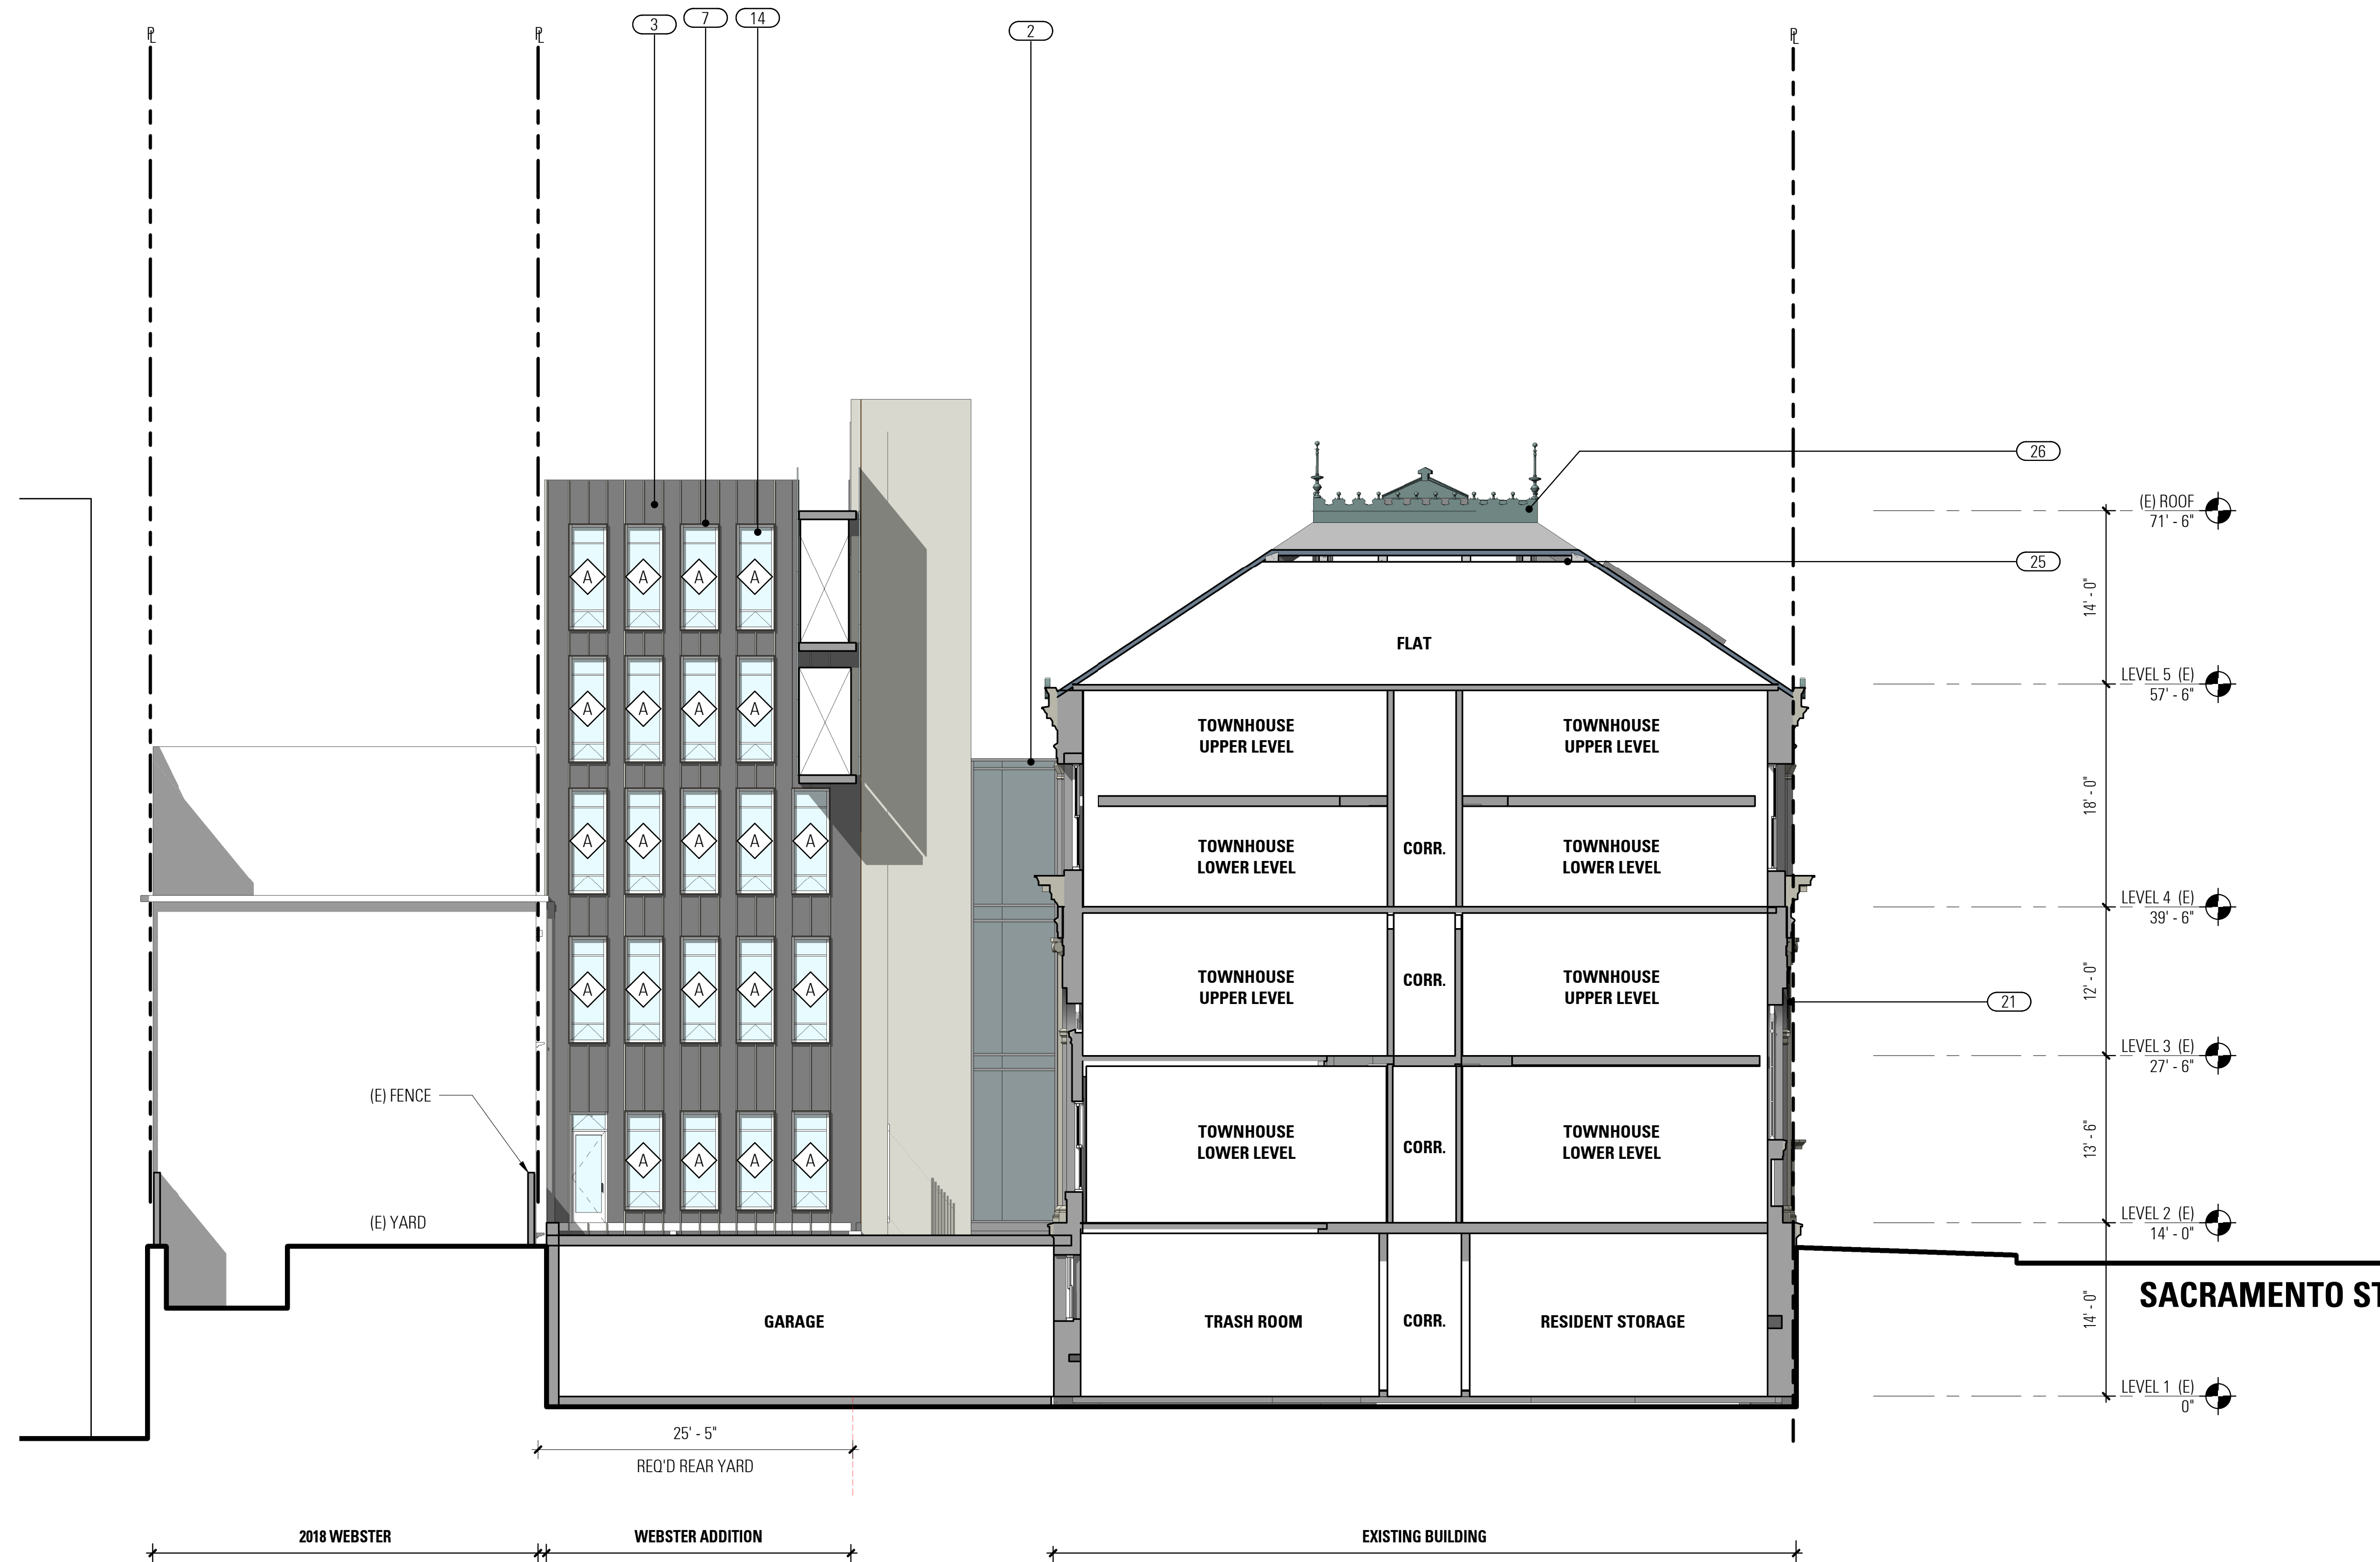 3
7
14
2
PL
PL
PL
26
(E) ROOF
71' - 6"
25
14' - 0"
A A A A
FLAT
LEVEL 5 (E)
57' - 6"
A A A A
TOWNHOUSE
UPPER LEVEL
TOWNHOUSE
UPPER LEVEL
18' - 0"
A A A A A
TOWNHOUSE
LOWER LEVEL
CORR.
TOWNHOUSE
LOWER LEVEL
LEVEL 4 (E)
39' - 6"
A A A A A
TOWNHOUSE
UPPER LEVEL
CORR.
TOWNHOUSE
UPPER LEVEL
12' - 0"
21
LEVEL 3 (E)
27' - 6"
(E) FENCE
A A A A
TOWNHOUSE
LOWER LEVEL
CORR.
TOWNHOUSE
LOWER LEVEL
13' - 6"
(E) YARD
LEVEL 2 (E)
14' - 0"
SACRAMENTO ST
GARAGE
TRASH ROOM
CORR.
RESIDENT STORAGE
14' - 0"
LEVEL 1 (E)
0"
25' - 5"
REQ'D REAR YARD
2018 WEBSTER
WEBSTER ADDITION
EXISTING BUILDING